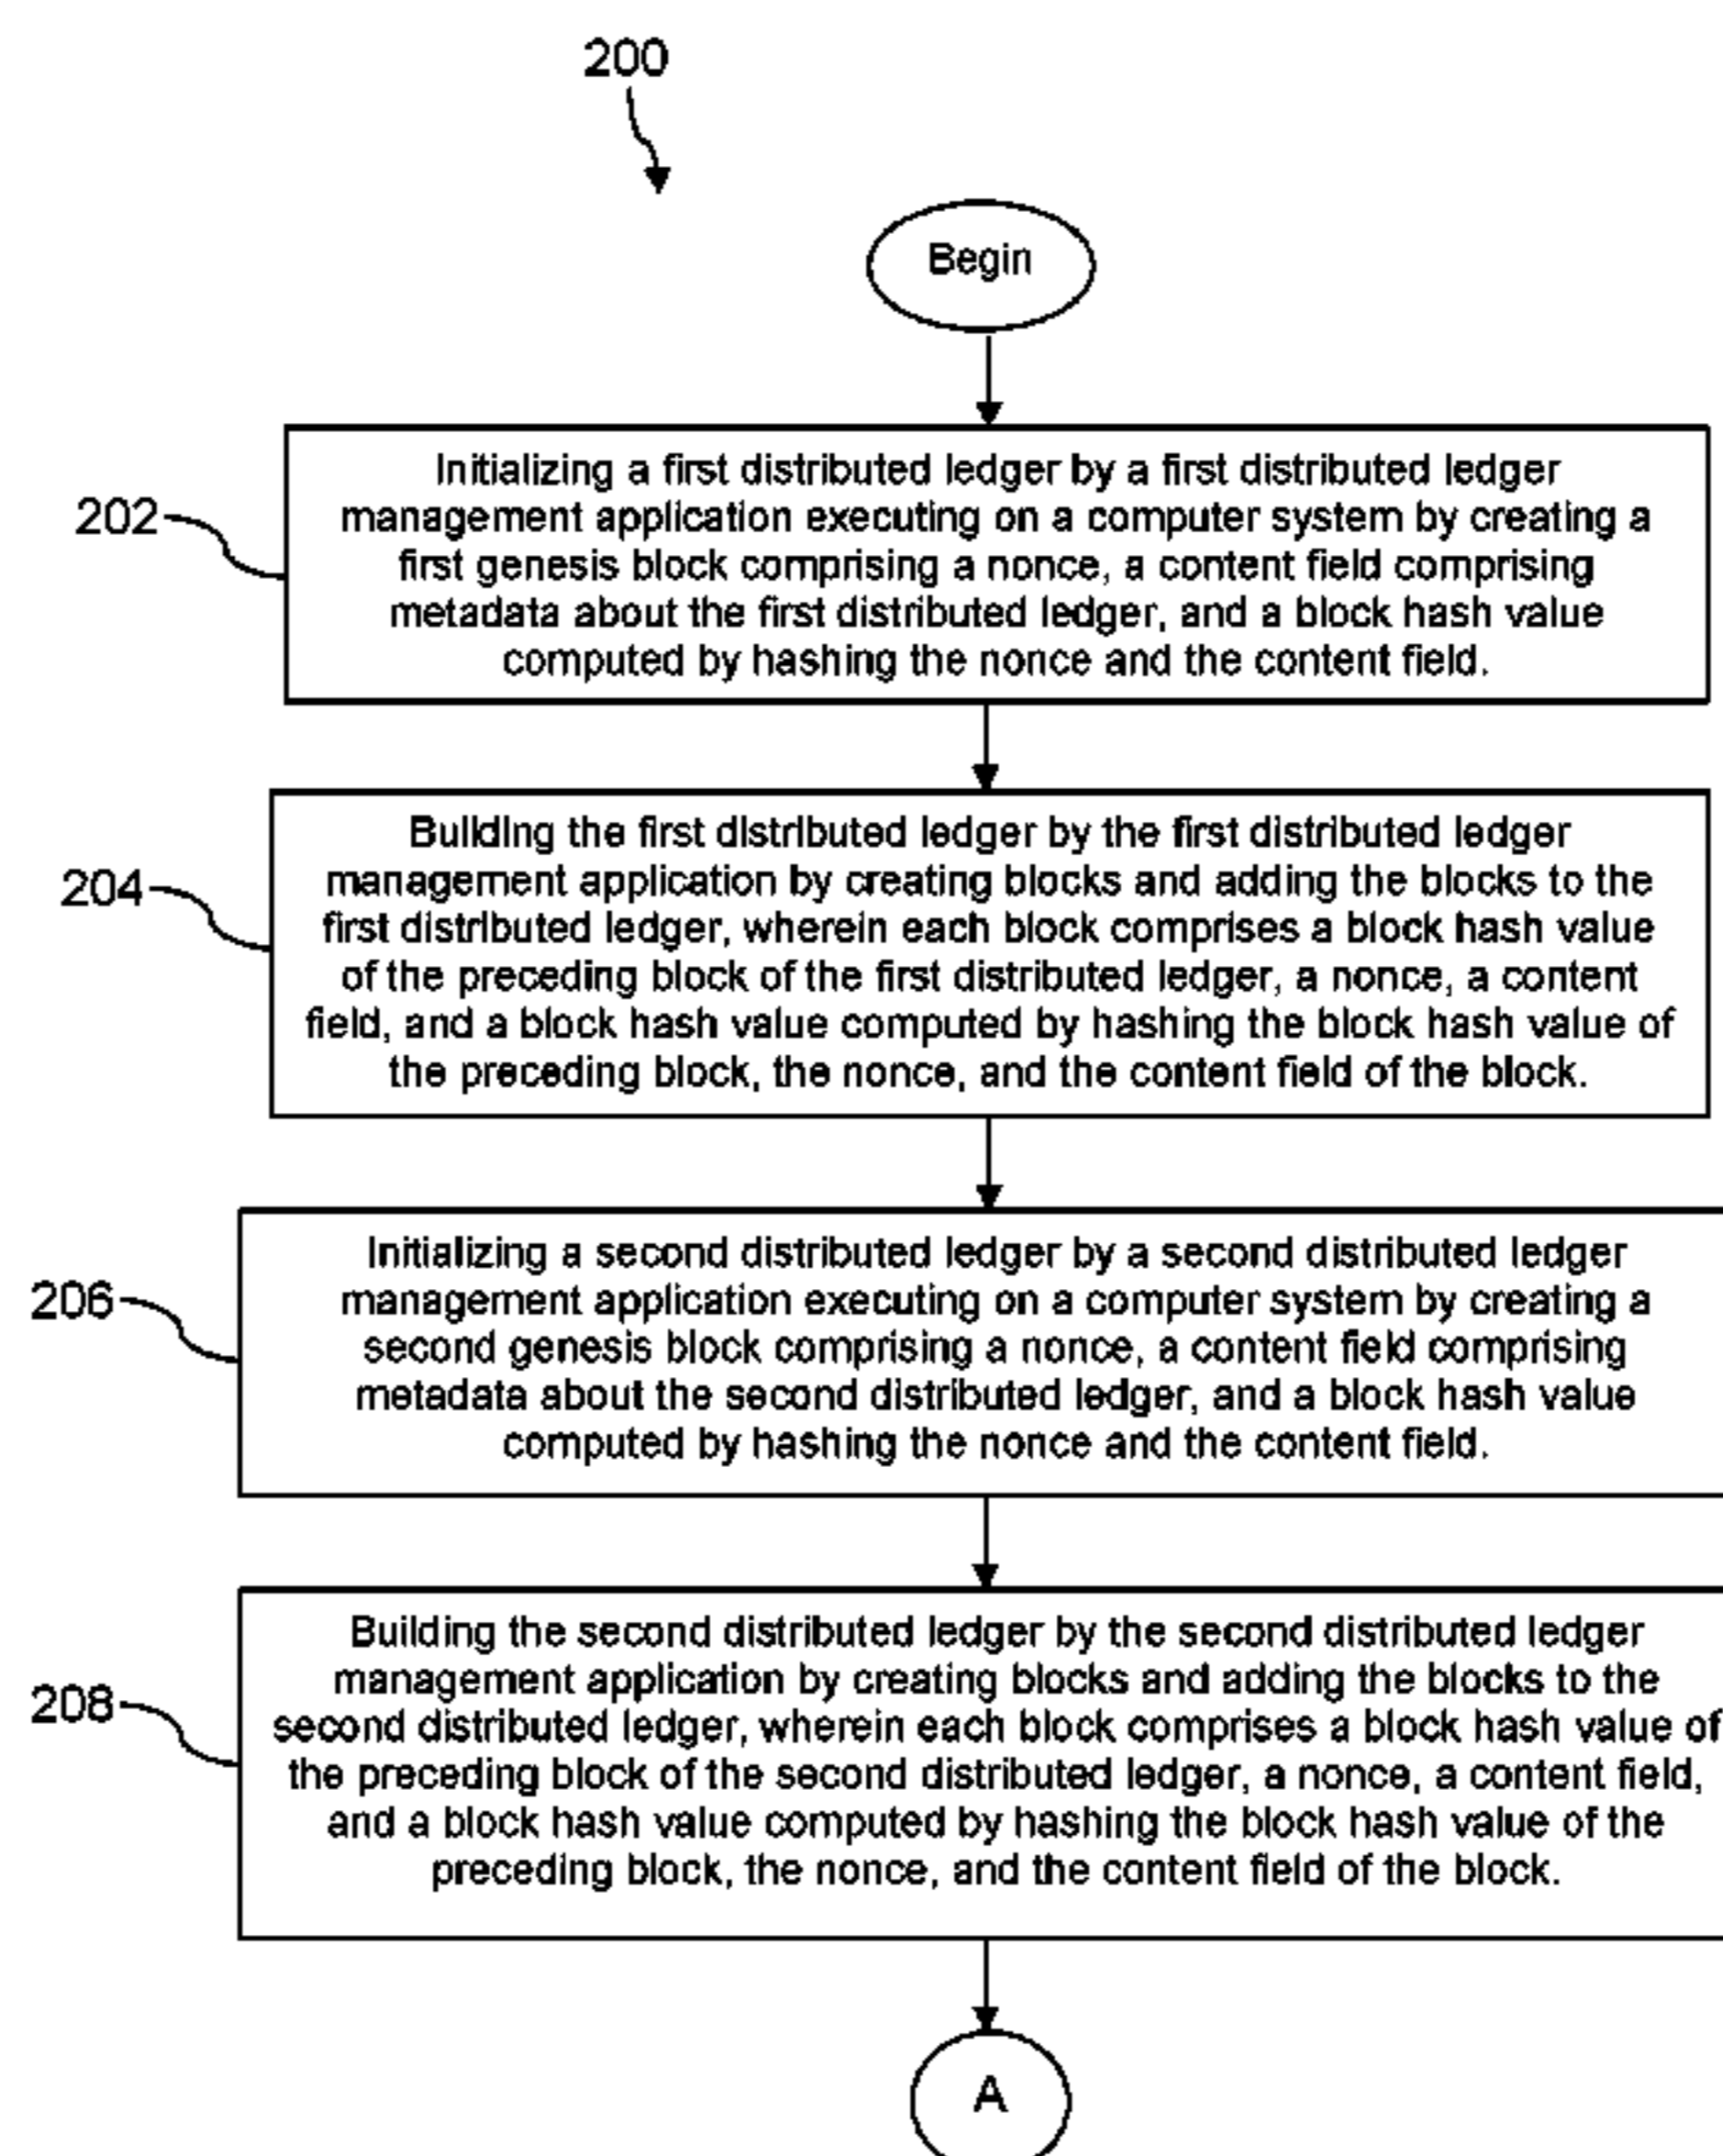 200
Begin
202
Initializing a first distributed ledger by a first distributed ledger
management application executing on a computer system by creating a
first genesis block comprising a nonce, a content field comprising
metadata about the first distributed ledger, and a block hash value
computed by hashing the nonce and the content field.
204
Building the first distributed ledger by the first distributed ledger
management application by creating blocks and adding the blocks to the
first distributed ledger, wherein each block comprises a block hash value
of the preceding block of the first distributed ledger, a nonce, a content
field, and a block hash value computed by hashing the block hash value of
the preceding block, the nonce, and the content field of the block.
206
Initializing a second distributed ledger by a second distributed ledger
management application executing on a computer system by creating a
second genesis block comprising a nonce, a content field comprising
metadata about the second distributed ledger, and a block hash value
computed by hashing the nonce and the content field.
208
Building the second distributed ledger by the second distributed ledger
management application by creating blocks and adding the blocks to the
second distributed ledger, wherein each block comprises a block hash value of
the preceding block of the second distributed ledger, a nonce, a content field,
and a block hash value computed by hashing the block hash value of the
preceding block, the nonce, and the content field of the block.
A